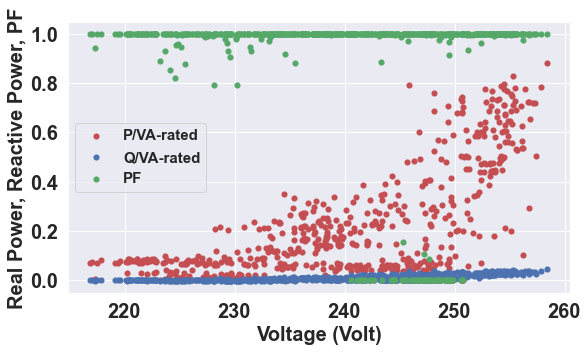 Real Power, Reactive Power, PF
1.0
0.8
0.6
0.4
0.2
0.0
P/VA-rated
Q/VA-rated
PF
220 230 240 250 260
Voltage (Volt)